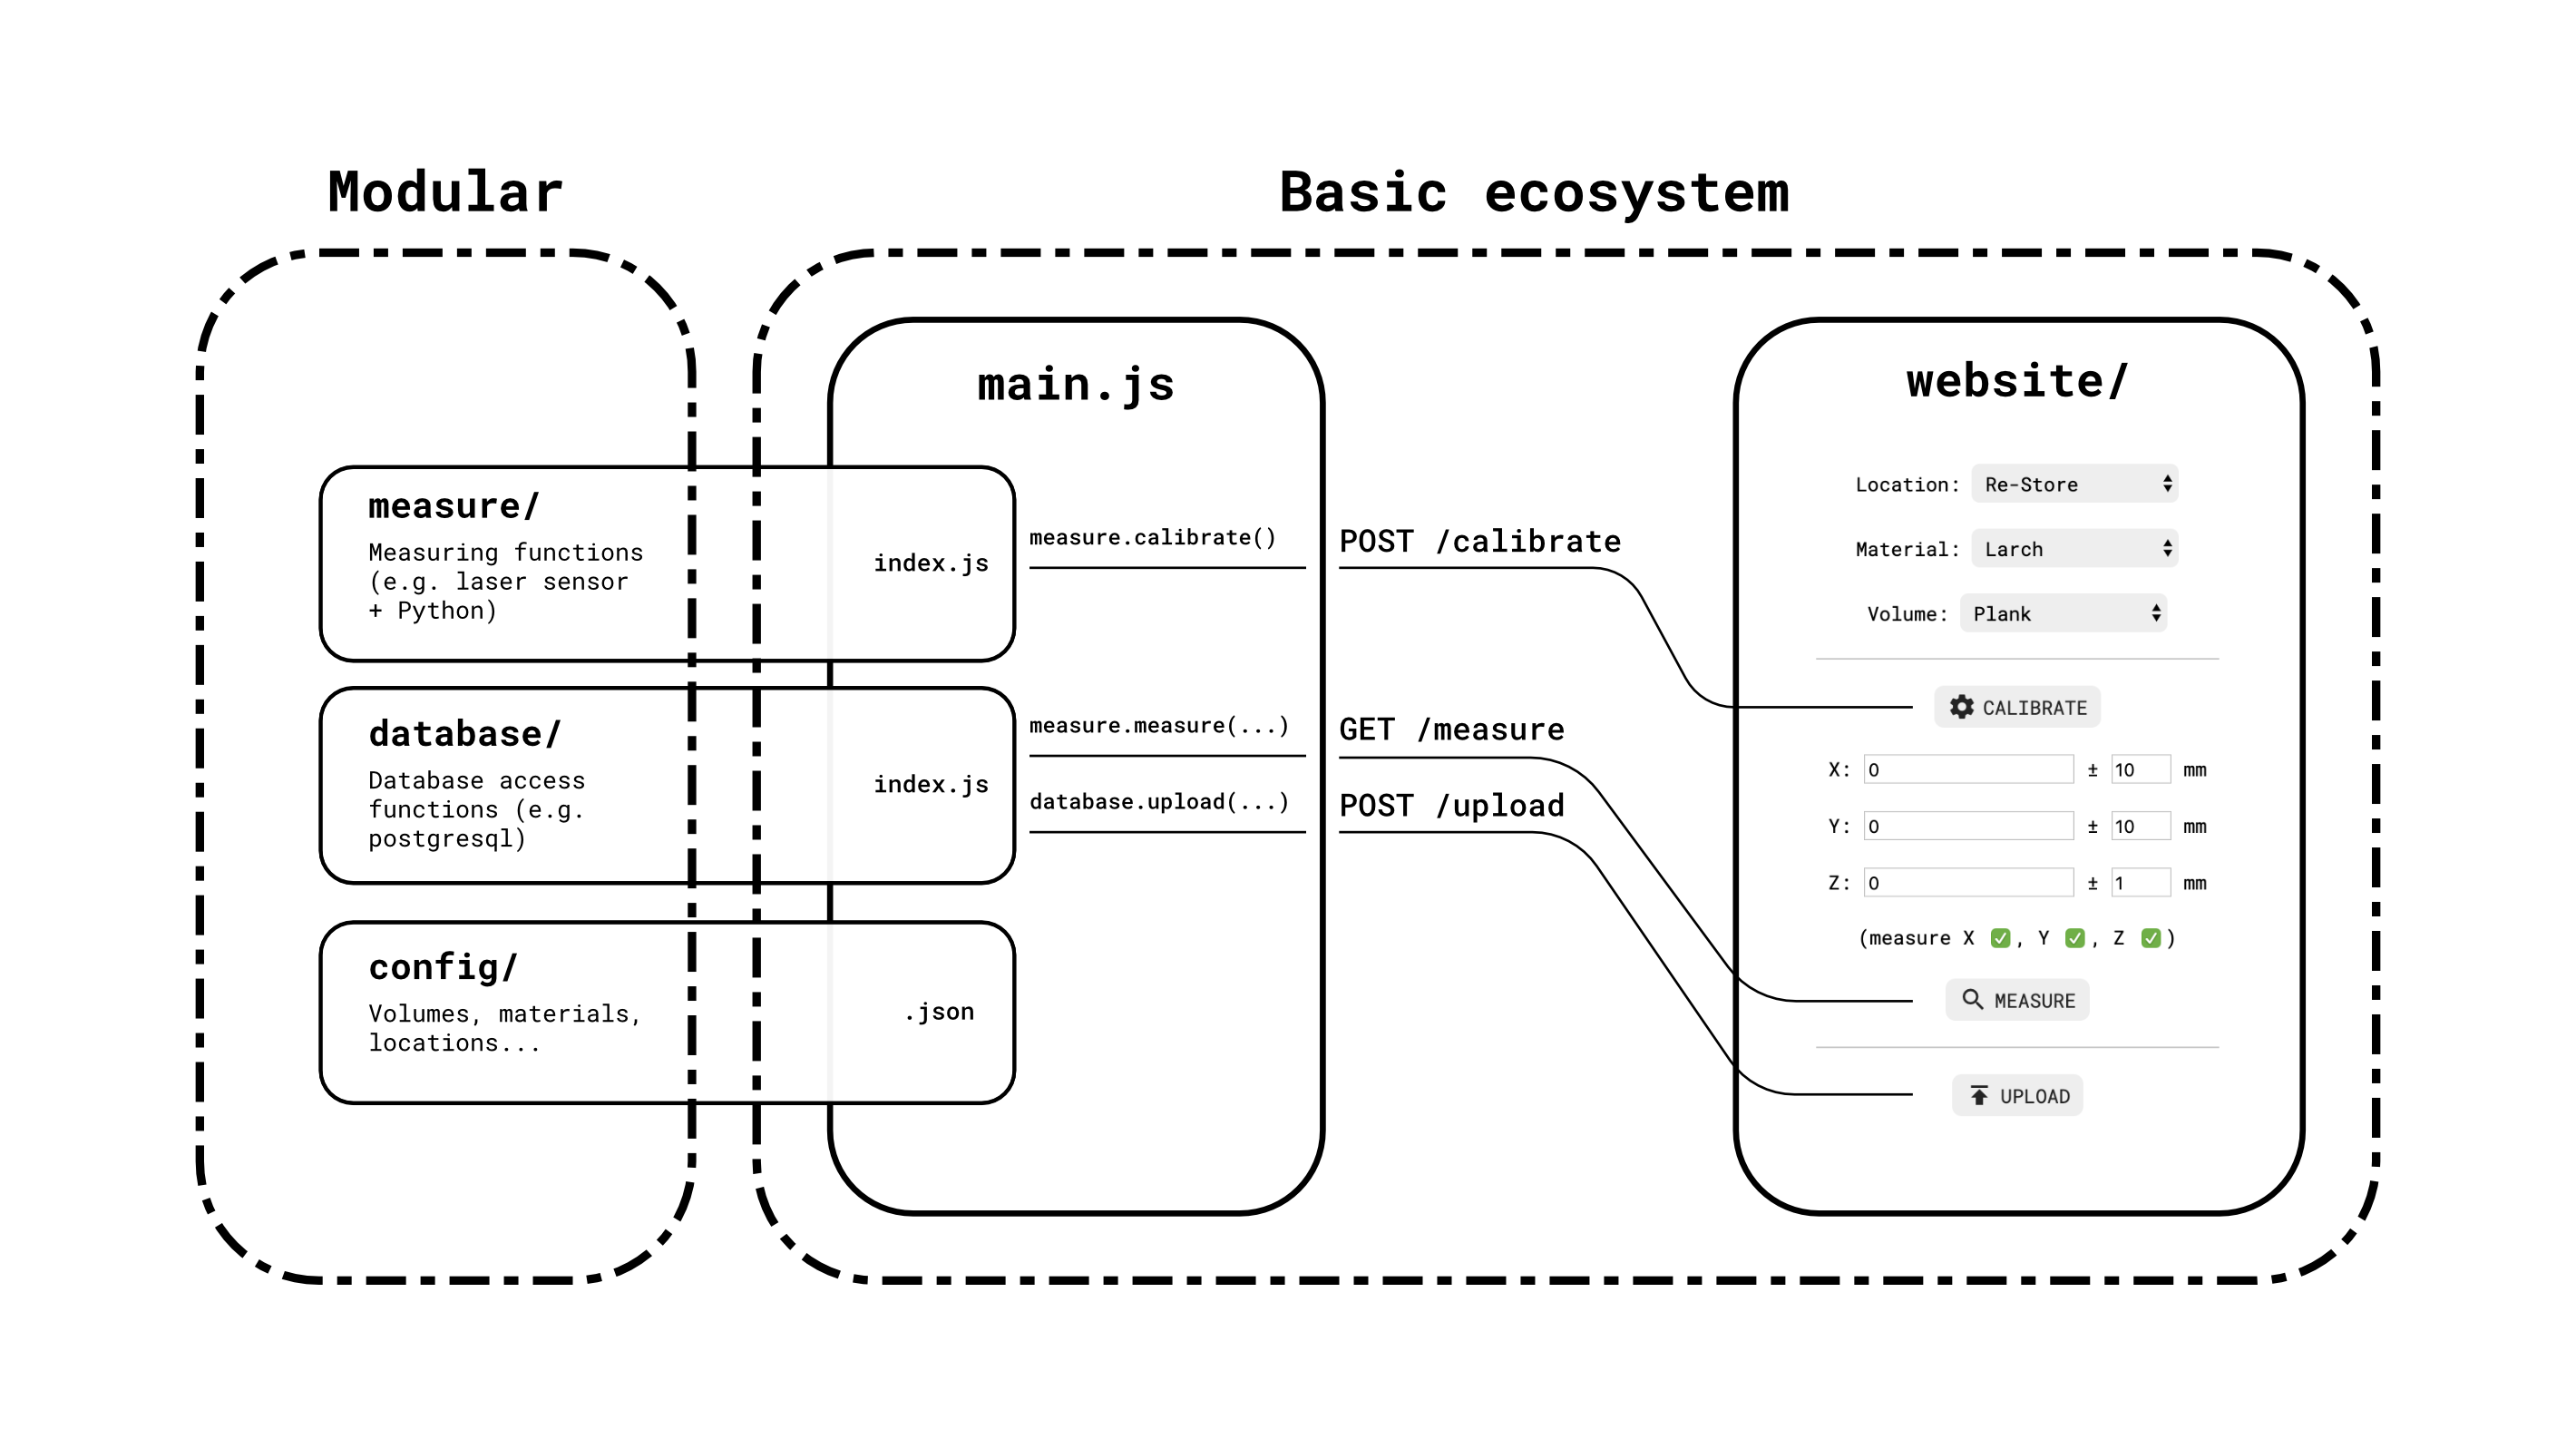 Modular
Basic ecosystem
main.js
website/
measure/
Measuring functions
(e.g. laser sensor
+ Python)
index.js
database/
Database access
functions (e.g.
postgresql)
index.js
config/
Volumes, materials,
locations...
.json
measure.calibrate()
POST /calibrate
measure.measure(...)
GET /measure
database.upload(...)
POST /upload
Location: Re-Store
Material: Larch
Volume: Plank
CALIBRATE
X: 0 ± 10 mm
Y: 0 ± 10 mm
Z: 0 ± 1 mm
(measure X ✅, Y ✅, Z ✅)
MEASURE
UPLOAD